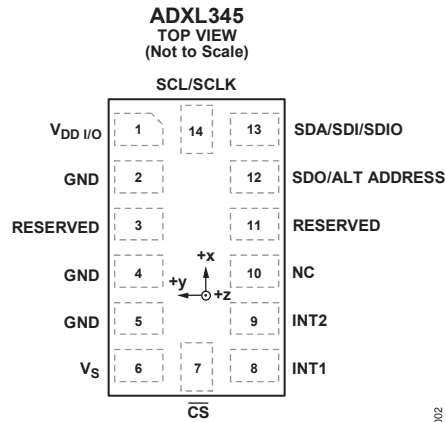 ADXL345
TOP VIEW
(Not to Scale)
SCL/SCLK
VDD I/O 1 14 13 SDA/SDI/SDIO
GND 2 12 SDO/ALT ADDRESS
RESERVED 3 11 RESERVED
+x
GND 4 10 NC
+y +z
GND 5 9 INT2
VS 6 7 8 INT1
CS
002